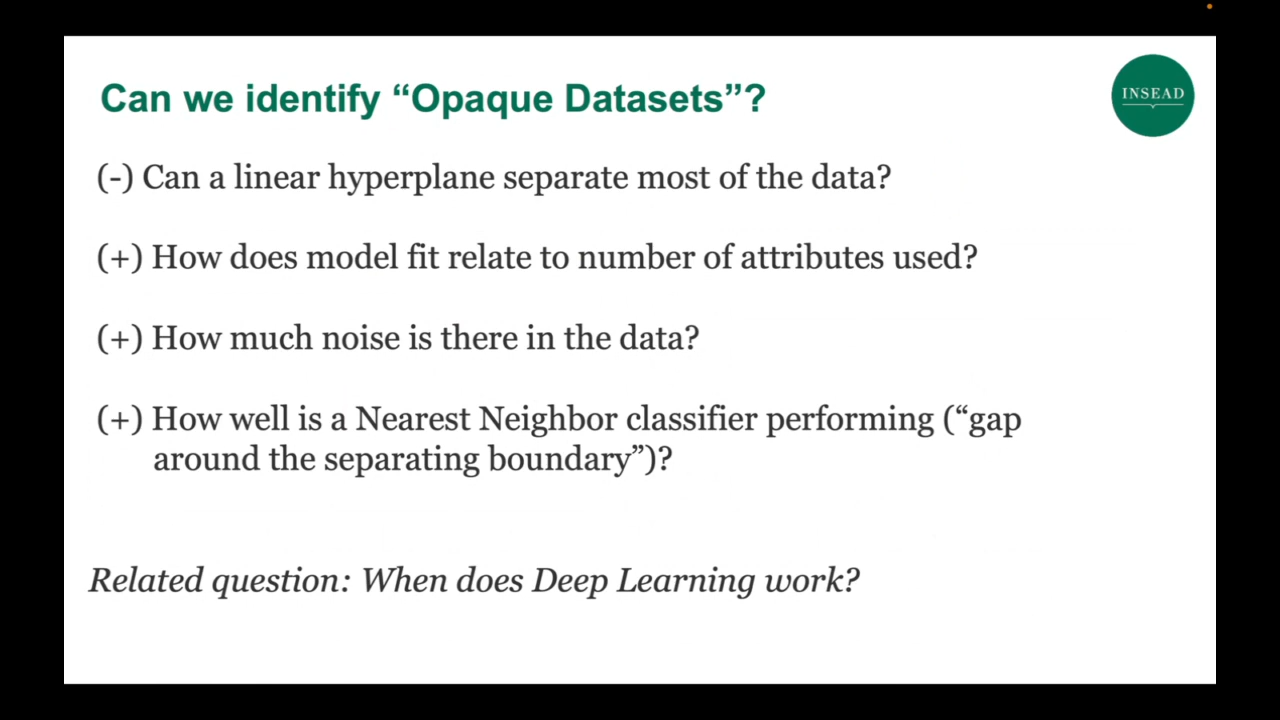 Can we identify “Opaque Datasets”?
INSEAD
(-) Can a linear hyperplane separate most of the data?
(+) How does model fit relate to number of attributes used?
(+) How much noise is there in the data?
(+) How well is a Nearest Neighbor classifier performing (“gap
around the separating boundary”)?
Related question: When does Deep Learning work?